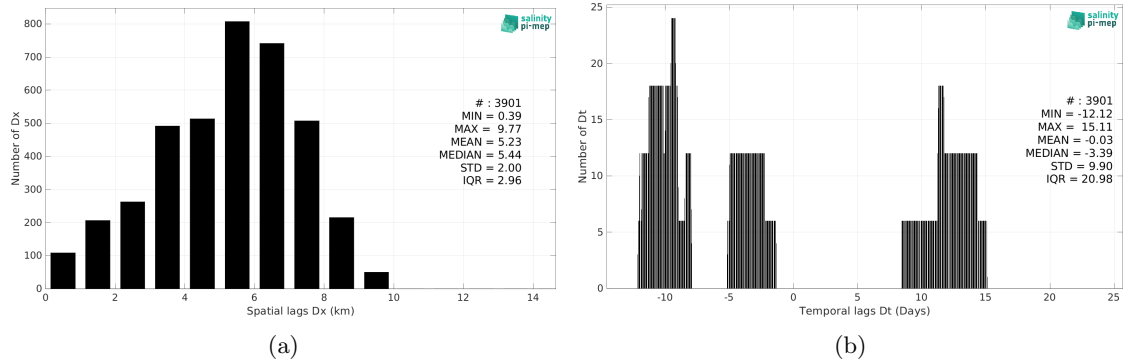 800
700
600
500
400
300
200
100
0
Number of Dx
salinity
pi-mep
# : 3901
MIN = 0.39
MAX = 9.77
MEAN = 5.23
MEDIAN = 5.44
STD = 2.00
IQR = 2.96
0 2 4 6 8 10 12 14
Spatial lags Dx (km)
(a)
25
20
15
10
5
0
Number of Dt
salinity
pi-mep
# : 3901
MIN = -12.12
MAX = 15.11
MEAN = -0.03
MEDIAN = -3.39
STD = 9.90
IQR = 20.98
-10 -5 0 5 10 15 20 25
Temporal lags Dt (Days)
(b)